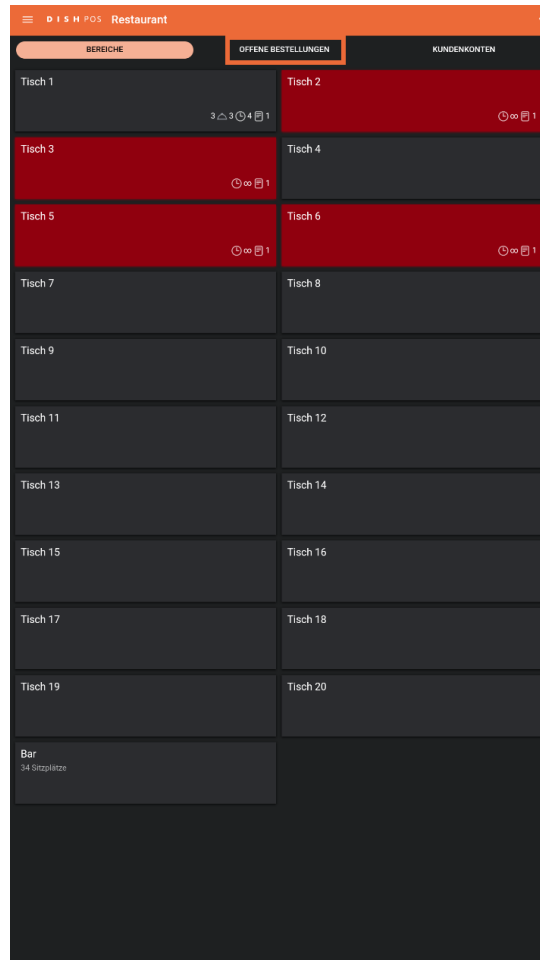 DISH POS Restaurant
BEREICHE OFFENE BESTELLUNGEN KUNDENKONTEN
Tisch 1 Tisch 2
3 3 4 1 ∞ 1
Tisch 3 Tisch 4
∞ 1
Tisch 5 Tisch 6
∞ 1 ∞ 1
Tisch 7 Tisch 8
Tisch 9 Tisch 10
Tisch 11 Tisch 12
Tisch 13 Tisch 14
Tisch 15 Tisch 16
Tisch 17 Tisch 18
Tisch 19 Tisch 20
Bar
34 Sitzplätze